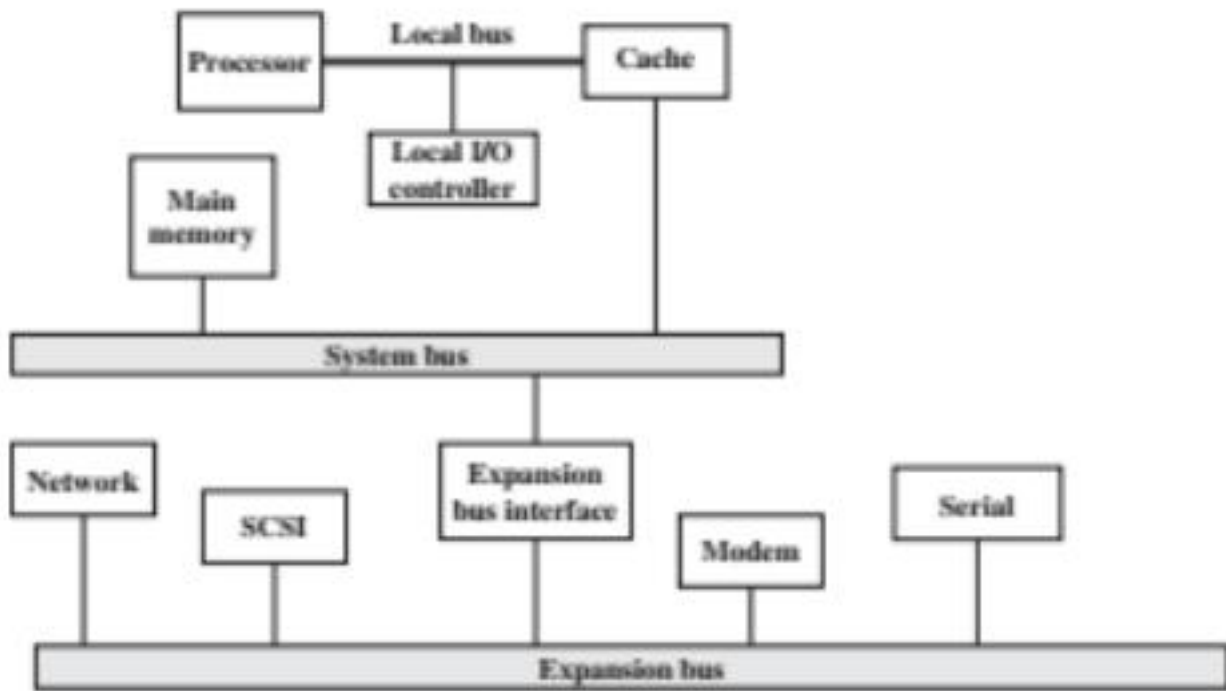 Local bus
Processor
Cache
Local I/O
controller
Main
memory
System bus
Network
SCSI
Expansion
bus interface
Modem
Serial
Expansion bus